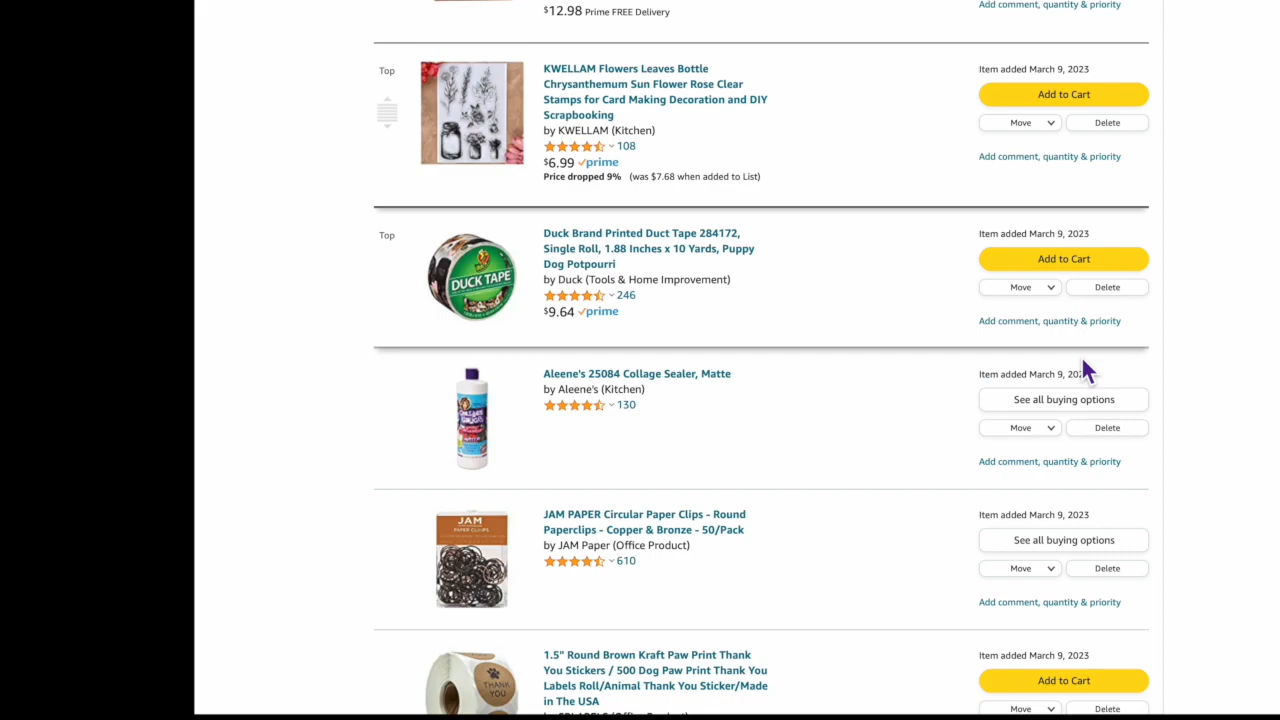 $12.98 Prime FREE Delivery
Add comment, quantity & priority
Top
KWELLAM Flowers Leaves Bottle
Chrysanthemum Sun Flower Rose Clear
Stamps for Card Making Decoration and DIY
Scrapbooking
by KWELLAM (Kitchen)
108
$6.99 prime
Price dropped 9% (was $7.68 when added to List)
Item added March 9, 2023
Add to Cart
Move Delete
Add comment, quantity & priority
Top
DUCK TAPE
Duck Brand Printed Duct Tape 284172,
Single Roll, 1.88 Inches x 10 Yards, Puppy
Dog Potpourri
by Duck (Tools & Home Improvement)
246
$9.64 prime
Item added March 9, 2023
Add to Cart
Move Delete
Add comment, quantity & priority
Aleene's 25084 Collage Sealer, Matte
by Aleene's (Kitchen)
130
Item added March 9,
See all buying options
Move Delete
Add comment, quantity & priority
JAM
PAPER CLIPS
JAM PAPER Circular Paper Clips - Round
Paperclips - Copper & Bronze - 50/Pack
by JAM Paper (Office Product)
610
Item added March 9, 2023
See all buying options
Move Delete
Add comment, quantity & priority
THANK
YOU
1.5" Round Brown Kraft Paw Print Thank
You Stickers / 500 Dog Paw Print Thank You
Labels Roll/Animal Thank You Sticker/Made
in The USA
Item added March 9, 2023
Add to Cart
Move Delete